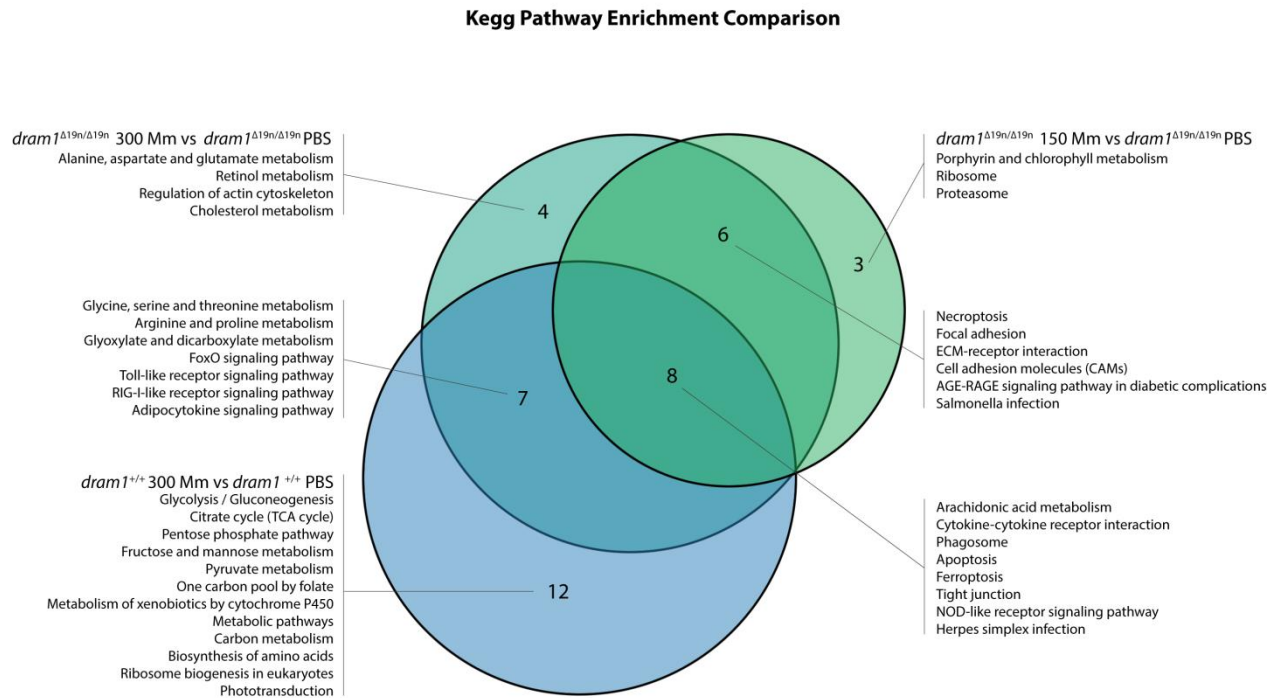 Kegg Pathway Enrichment Comparison
dram1Δ19n/Δ19n 300 Mm vs dram1Δ19n/Δ19n PBS
Alanine, aspartate and glutamate metabolism
Retinol metabolism
Regulation of actin cytoskeleton
Cholesterol metabolism
4
dram1Δ19n/Δ19n 150 Mm vs dram1Δ19n/Δ19n PBS
Porphyrin and chlorophyll metabolism
Ribosome
Proteasome
6
3
Glycine, serine and threonine metabolism
Arginine and proline metabolism
Glyoxylate and dicarboxylate metabolism
FoxO signaling pathway
Toll-like receptor signaling pathway
RIG-I-like receptor signaling pathway
Adipocytokine signaling pathway
7
8
Necroptosis
Focal adhesion
ECM-receptor interaction
Cell adhesion molecules (CAMs)
AGE-RAGE signaling pathway in diabetic complications
Salmonella infection
dram1+/+ 300 Mm vs dram1 +/+ PBS
Glycolysis / Gluconeogenesis
Citrate cycle (TCA cycle)
Pentose phosphate pathway
Fructose and mannose metabolism
Pyruvate metabolism
One carbon pool by folate
Metabolism of xenobiotics by cytochrome P450
Metabolic pathways
Carbon metabolism
Biosynthesis of amino acids
Ribosome biogenesis in eukaryotes
Phototransduction
12
Arachidonic acid metabolism
Cytokine-cytokine receptor interaction
Phagosome
Apoptosis
Ferroptosis
Tight junction
NOD-like receptor signaling pathway
Herpes simplex infection